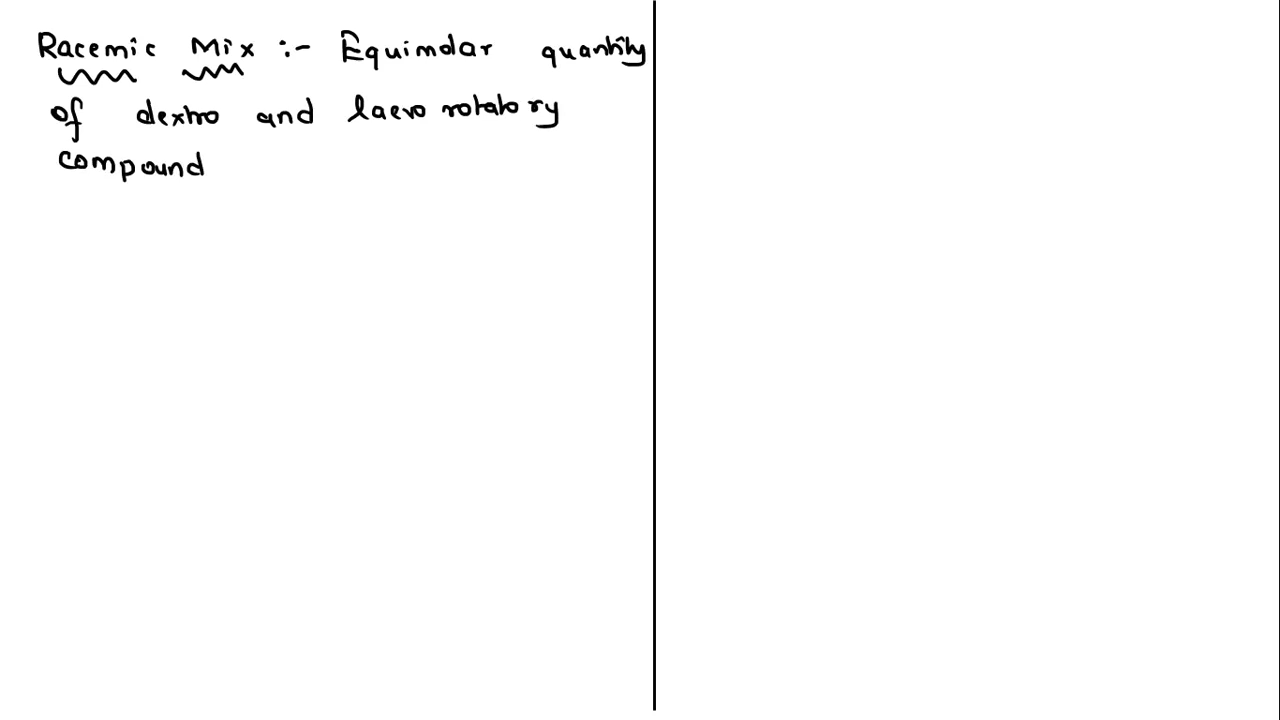 Racemic Mix :- Equimolar quantity
of dextro and laevo rotatory
compound